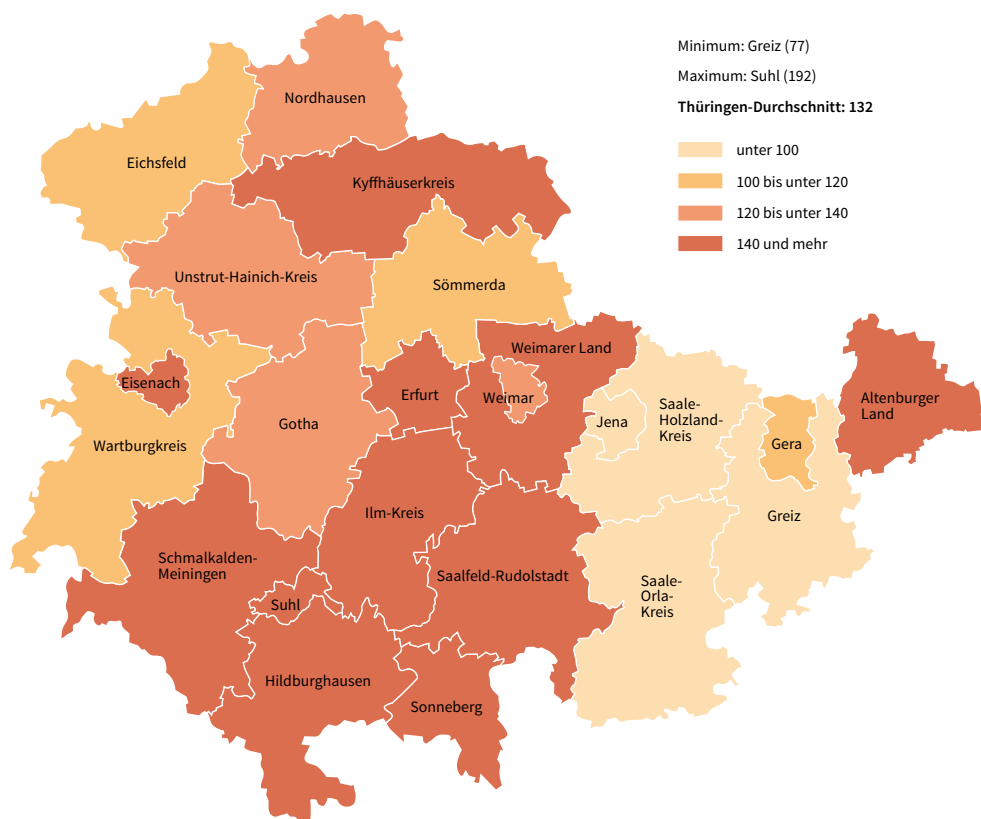 Minimum: Greiz (77)
Maximum: Suhl (192)
Thüringen-Durchschnitt: 132
unter 100
100 bis unter 120
120 bis unter 140
140 und mehr
Nordhausen
Eichsfeld
Kyffhäuserkreis
Unstrut-Hainich-Kreis
Sömmerda
Weimarer Land
Eisenach
Erfurt
Weimar
Altenburger
Land
Saale-
Holzland-
Kreis
Jena
Gotha
Wartburgkreis
Gera
Ilm-Kreis
Greiz
Schmalkalden-
Meiningen
Saalfeld-Rudolstadt
Saale-
Orla-
Kreis
Suhl
Hildburghausen
Sonneberg